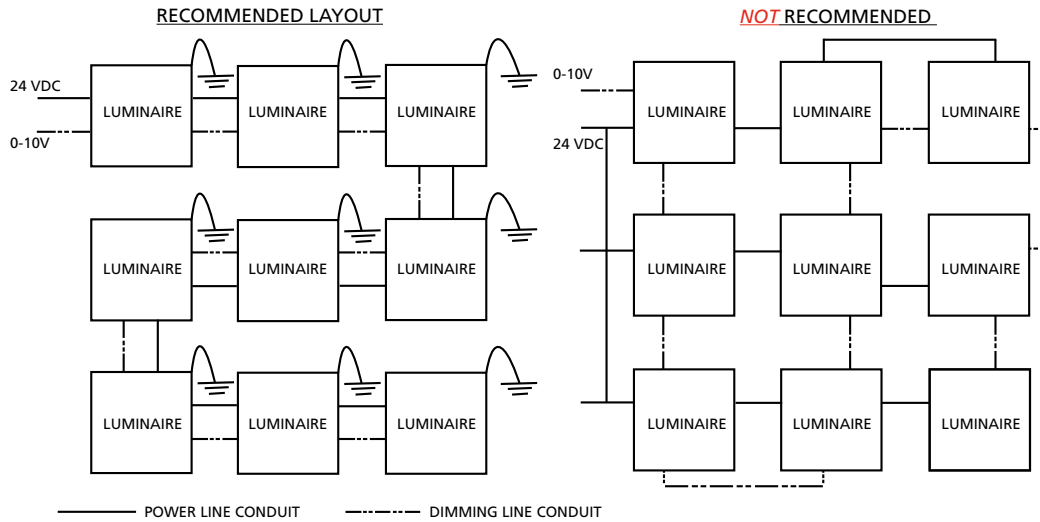 RECOMMENDED LAYOUT
24 VDC
0-10V
LUMINAIRE LUMINAIRE LUMINAIRE
LUMINAIRE LUMINAIRE LUMINAIRE
LUMINAIRE LUMINAIRE LUMINAIRE
NOT RECOMMENDED
0-10V
24 VDC
LUMINAIRE LUMINAIRE LUMINAIRE
LUMINAIRE LUMINAIRE LUMINAIRE
LUMINAIRE LUMINAIRE LUMINAIRE
POWER LINE CONDUIT
DIMMING LINE CONDUIT